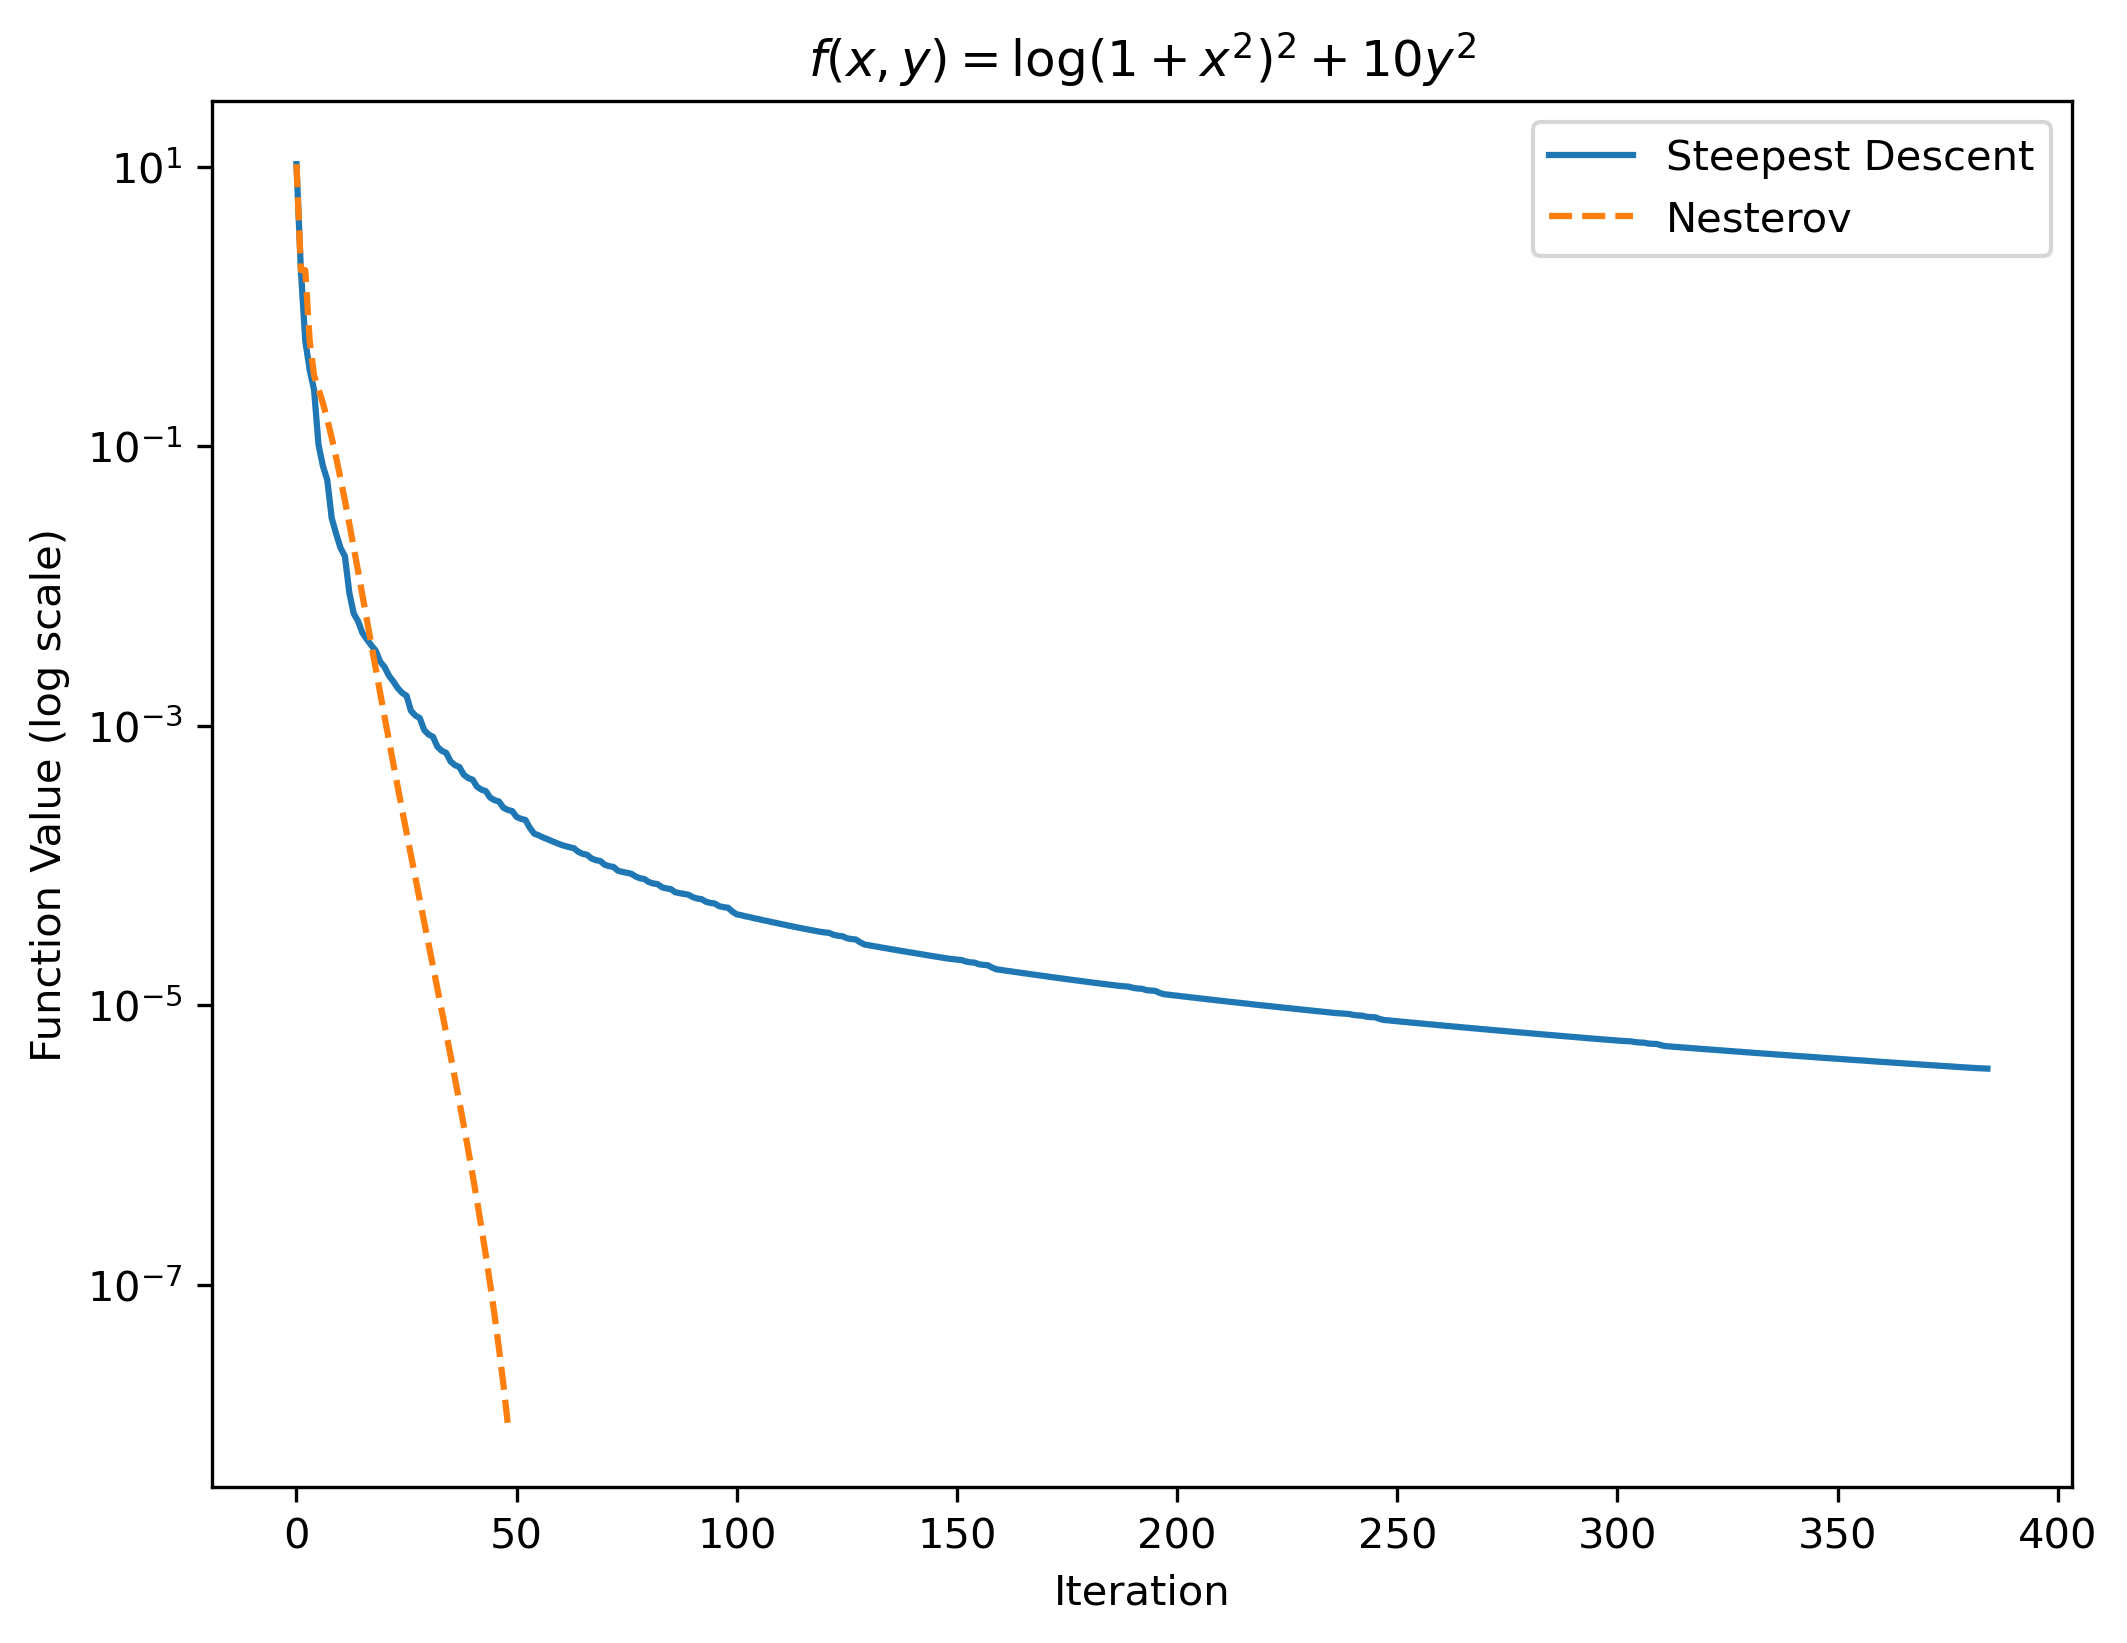 f(x, y) = log(1 + x²)² + 10y²
Steepest Descent
Nesterov
10¹
10⁻¹
10⁻³
10⁻⁵
10⁻⁷
Function Value (log scale)
0 50 100 150 200 250 300 350 400
Iteration